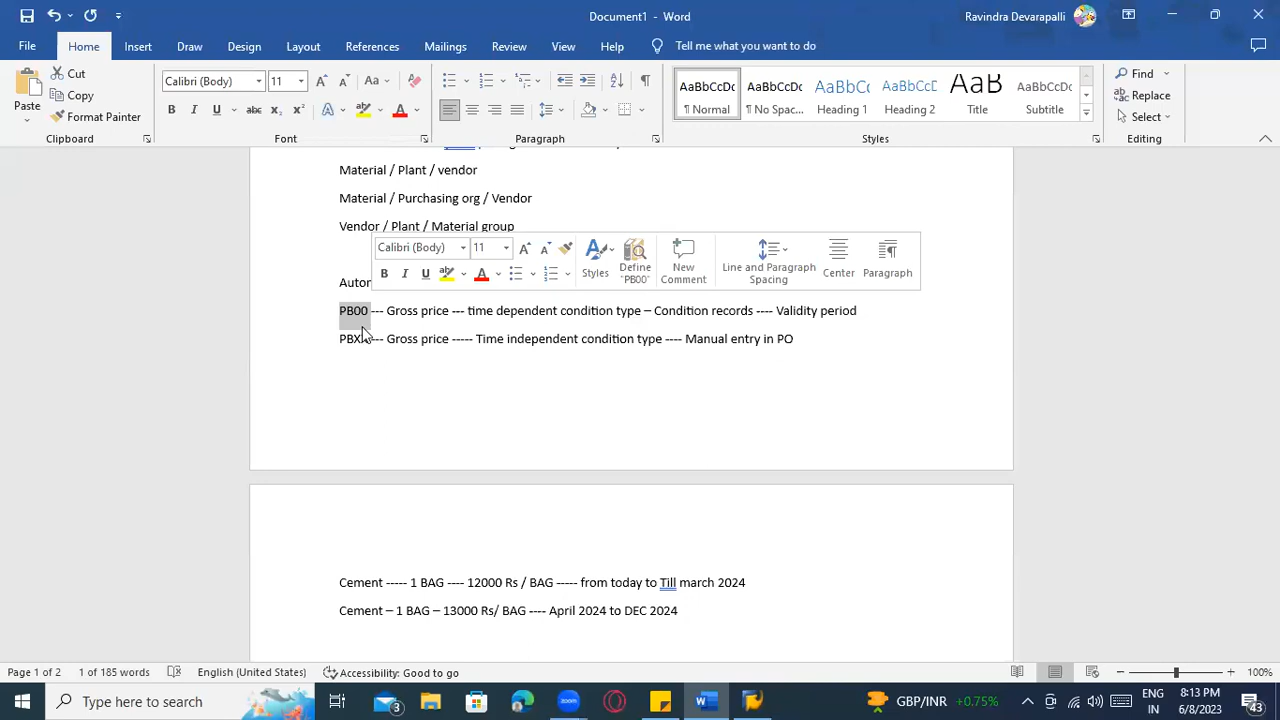 Document1 - Word
Ravindra Devarapalli
File Home Insert Draw Design Layout References Mailings Review View Help Tell me what you want to do
Paste
Cut
Copy
Format Painter
Clipboard
Calibri (Body) 11
Font
Paragraph
AaBbCcDc AaBbCcDc AaBbCc AaBbCcD AaB AaBbCcD
¶ Normal ¶ No Spac... Heading 1 Heading 2 Title Subtitle
Styles
Find
Replace
Select
Editing
Material / Plant / vendor
Material / Purchasing org / Vendor
Vendor / Plant / Material group
Calibri (Body) 11
Styles
Define "PB00"
New Comment
Line and Paragraph Spacing
Center
Paragraph
PB00 --- Gross price --- time dependent condition type – Condition records ---- Validity period
--- Gross price ----- Time independent condition type ---- Manual entry in PO
Cement ----- 1 BAG ---- 12000 Rs / BAG ----- from today to Till march 2024
Cement – 1 BAG – 13000 Rs/ BAG ---- April 2024 to DEC 2024
Page 1 of 2 1 of 185 words English (United States) Accessibility: Good to go 100%
Type here to search
3
GBP/INR +0.75%
ENG
IN
8:13 PM
6/8/2023
43